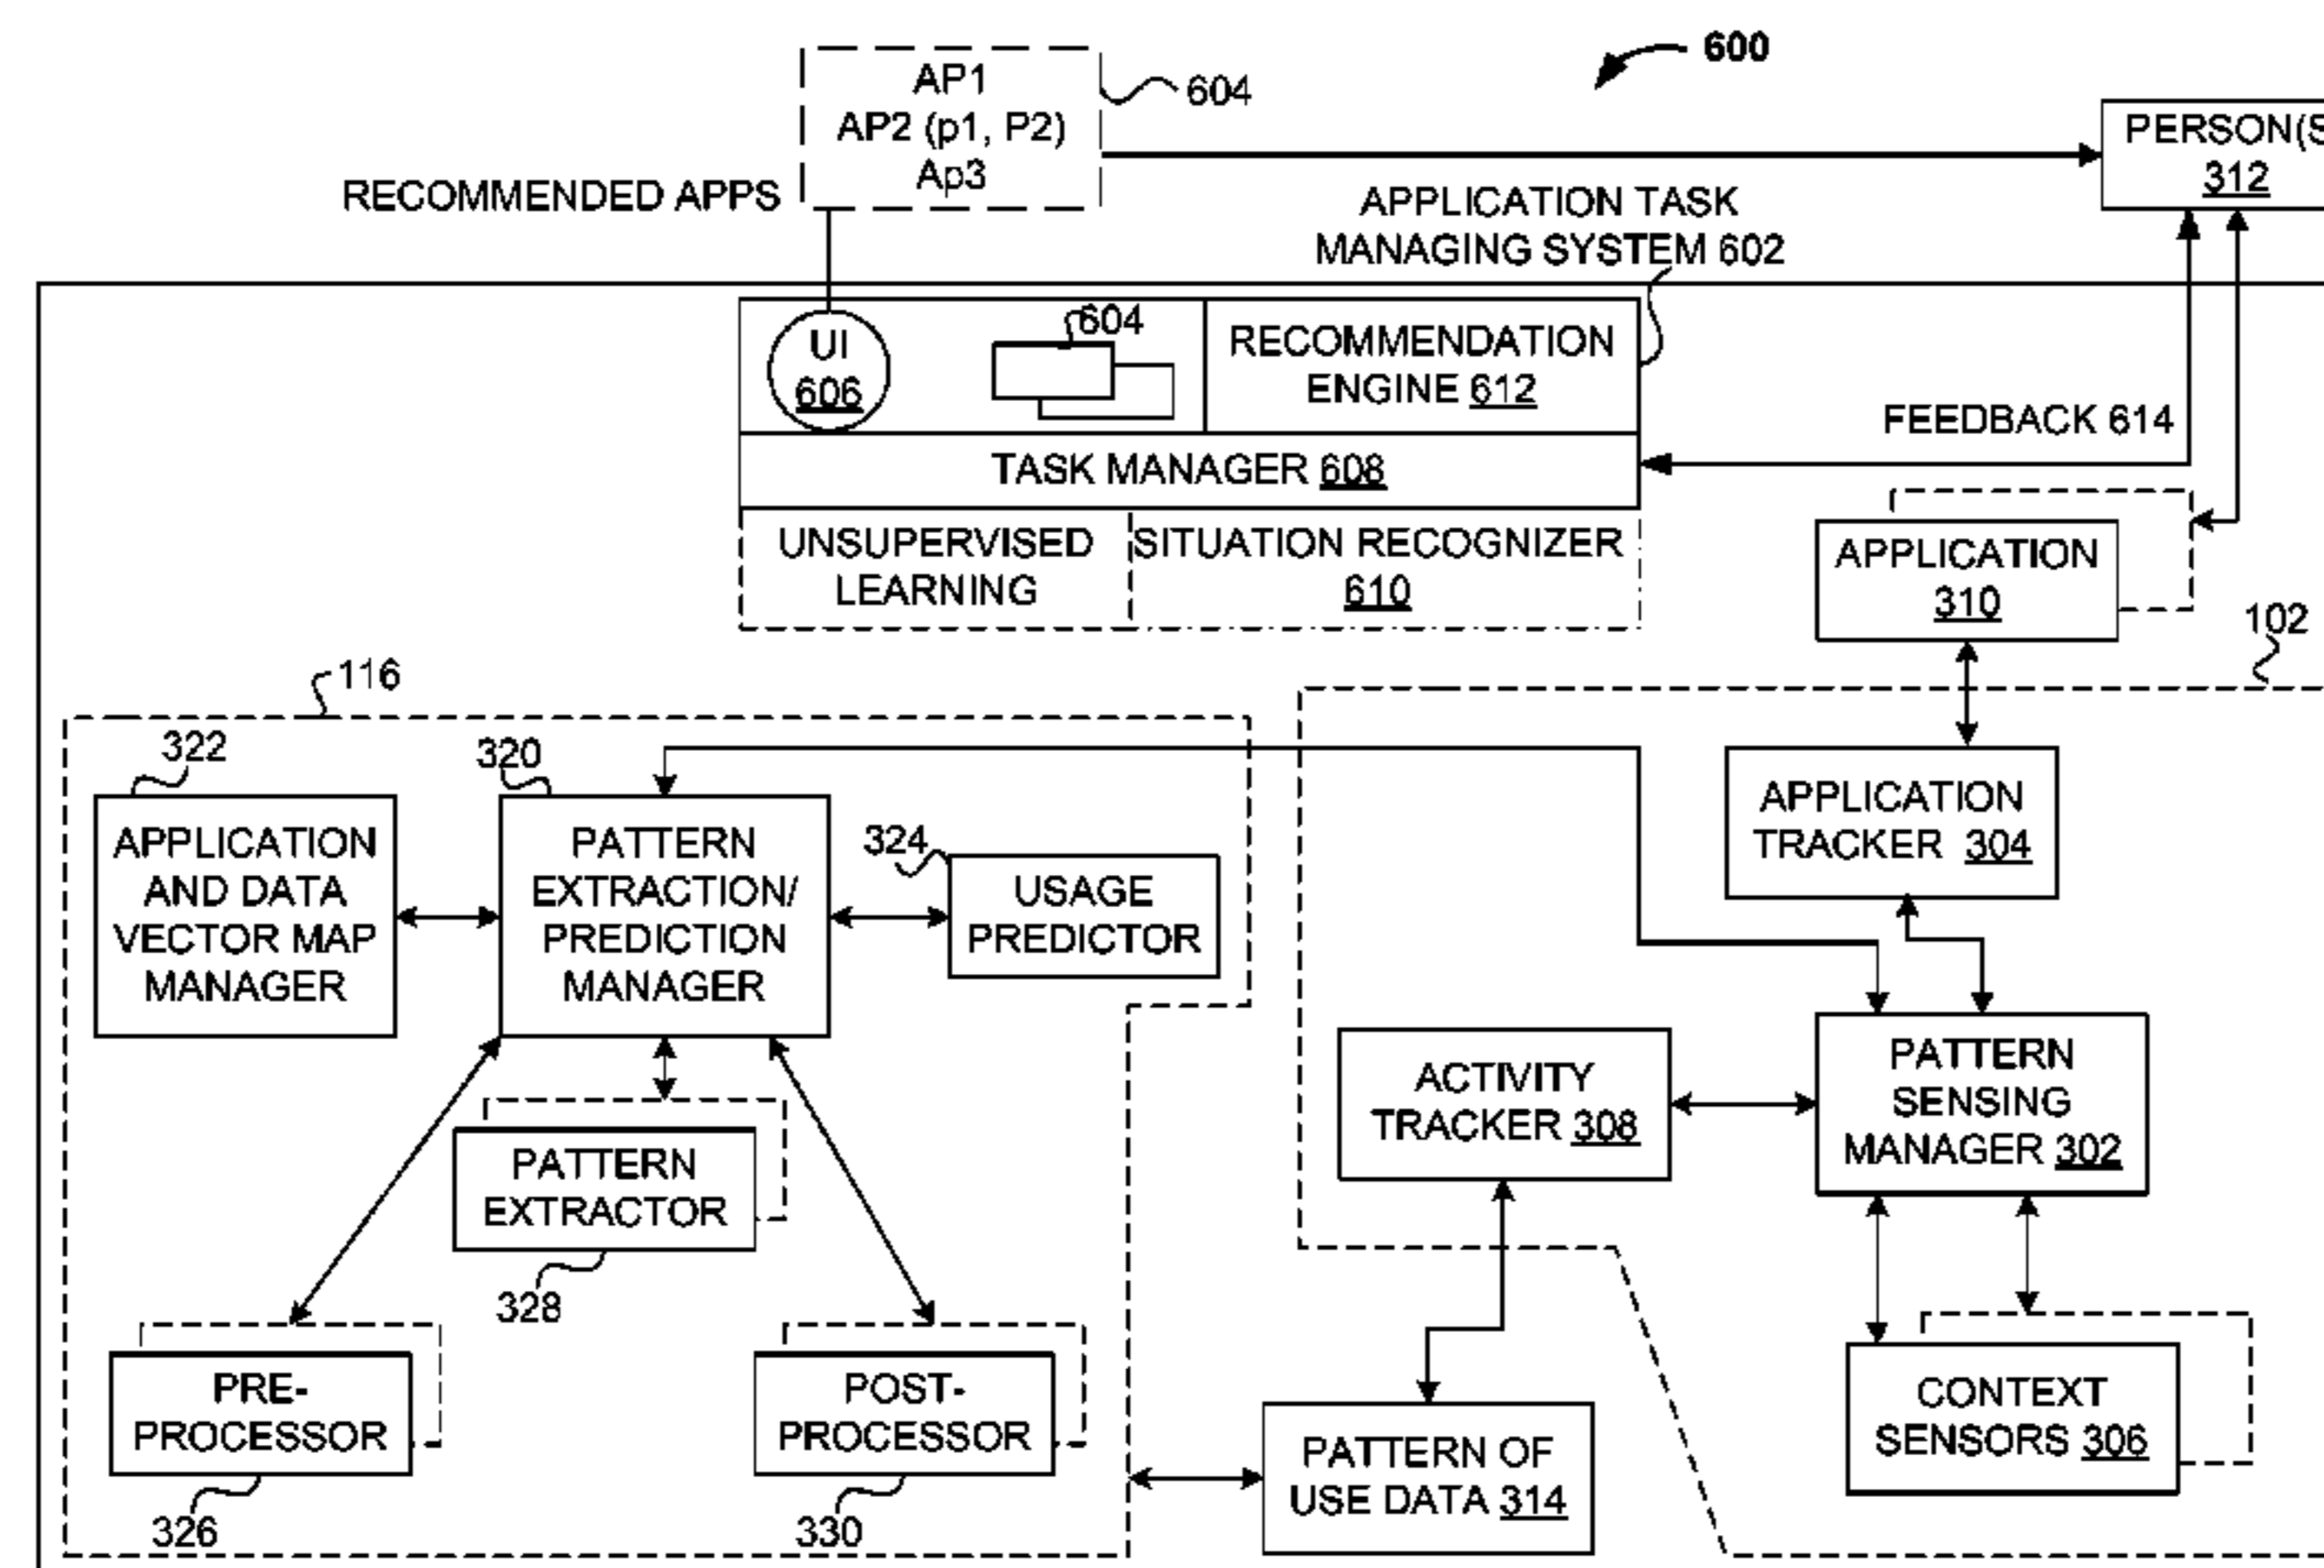 600
AP1
AP2 (p1, P2)
Ap3
604
RECOMMENDED APPS
PERSON(S
312
APPLICATION TASK
MANAGING SYSTEM 602
UI
606
604
RECOMMENDATION
ENGINE 612
TASK MANAGER 608
FEEDBACK 614
UNSUPERVISED
LEARNING
SITUATION RECOGNIZER
610
APPLICATION
310
102
116
322
320
APPLICATION
AND DATA
VECTOR MAP
MANAGER
PATTERN
EXTRACTION/
PREDICTION
MANAGER
324
USAGE
PREDICTOR
APPLICATION
TRACKER 304
ACTIVITY
TRACKER 308
PATTERN
SENSING
MANAGER 302
PATTERN
EXTRACTOR
328
PRE-
PROCESSOR
326
POST-
PROCESSOR
330
PATTERN OF
USE DATA 314
CONTEXT
SENSORS 306